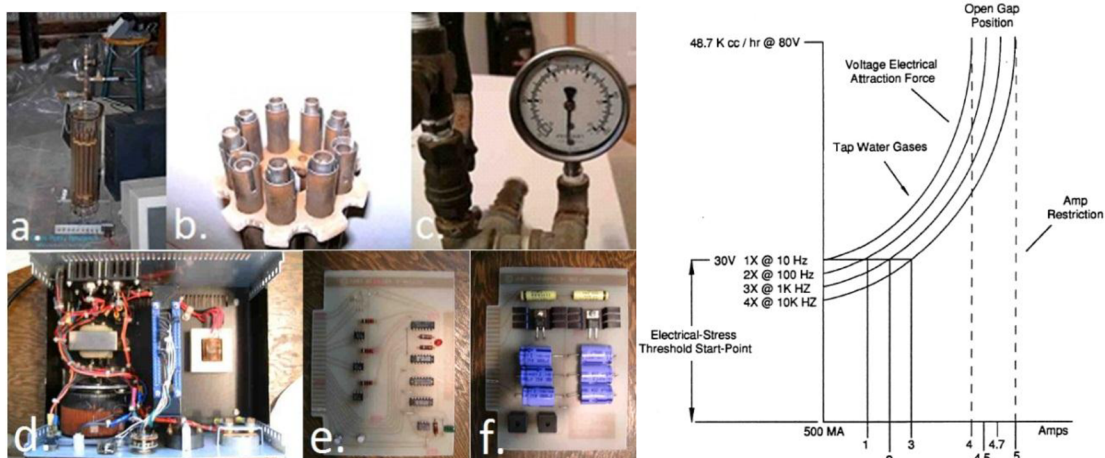 a.
b.
c.
d.
e.
f.
Open Gap
Position
48.7 K cc / hr @ 80V
Voltage Electrical
Attraction Force
Tap Water Gases
Amp
Restriction
30V
1X @ 10 Hz
2X @ 100 Hz
3X @ 1K HZ
4X @ 10K HZ
Electrical-Stress
Threshold Start-Point
500 MA
1
3
4
4.7
5
Amps